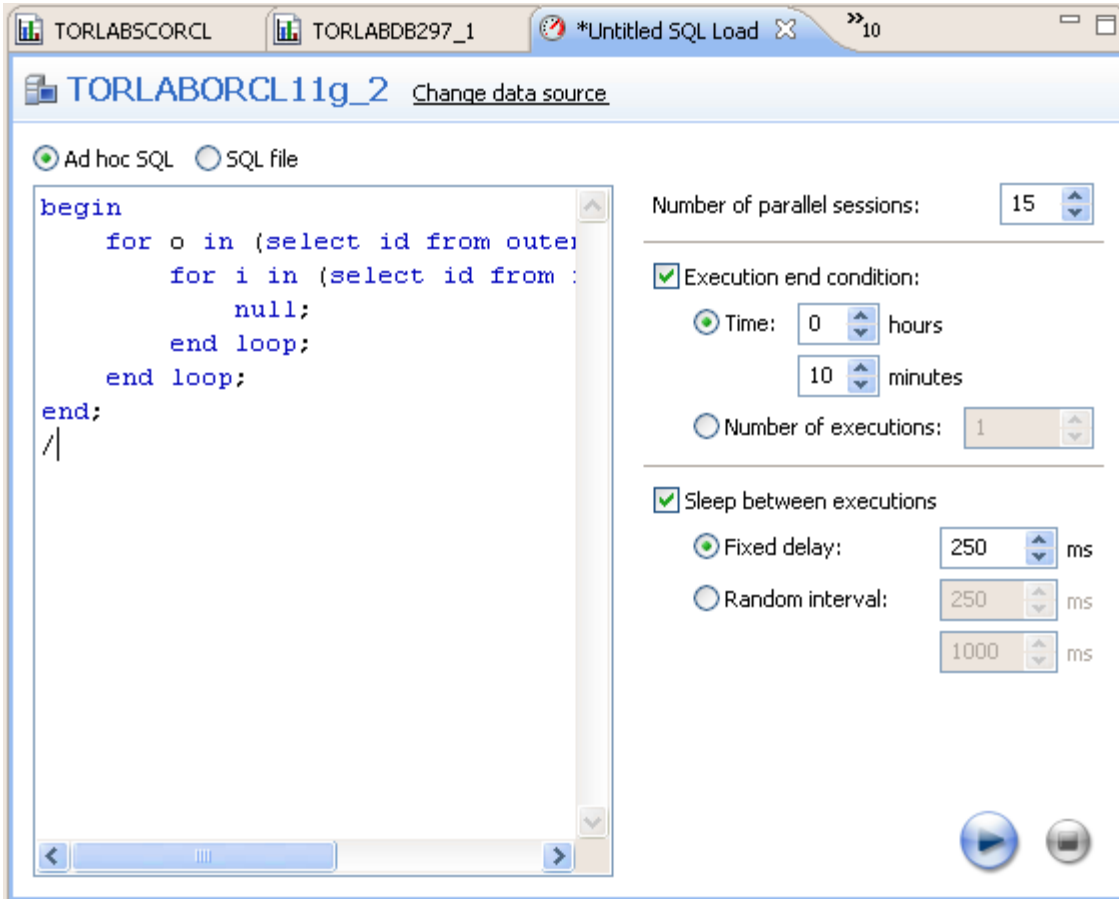 TORLABSCORCL TORLABDB297_1 *Untitled SQL Load »10
TORLABORCL11g_2 Change data source
Ad hoc SQL SQL file
begin
for o in (select id from outer
for i in (select id from
null;
end loop;
end loop;
end;
/
Number of parallel sessions: 15
Execution end condition:
Time: 0 hours
10 minutes
Number of executions: 1
Sleep between executions
Fixed delay: 250 ms
Random interval: 250 ms
1000 ms